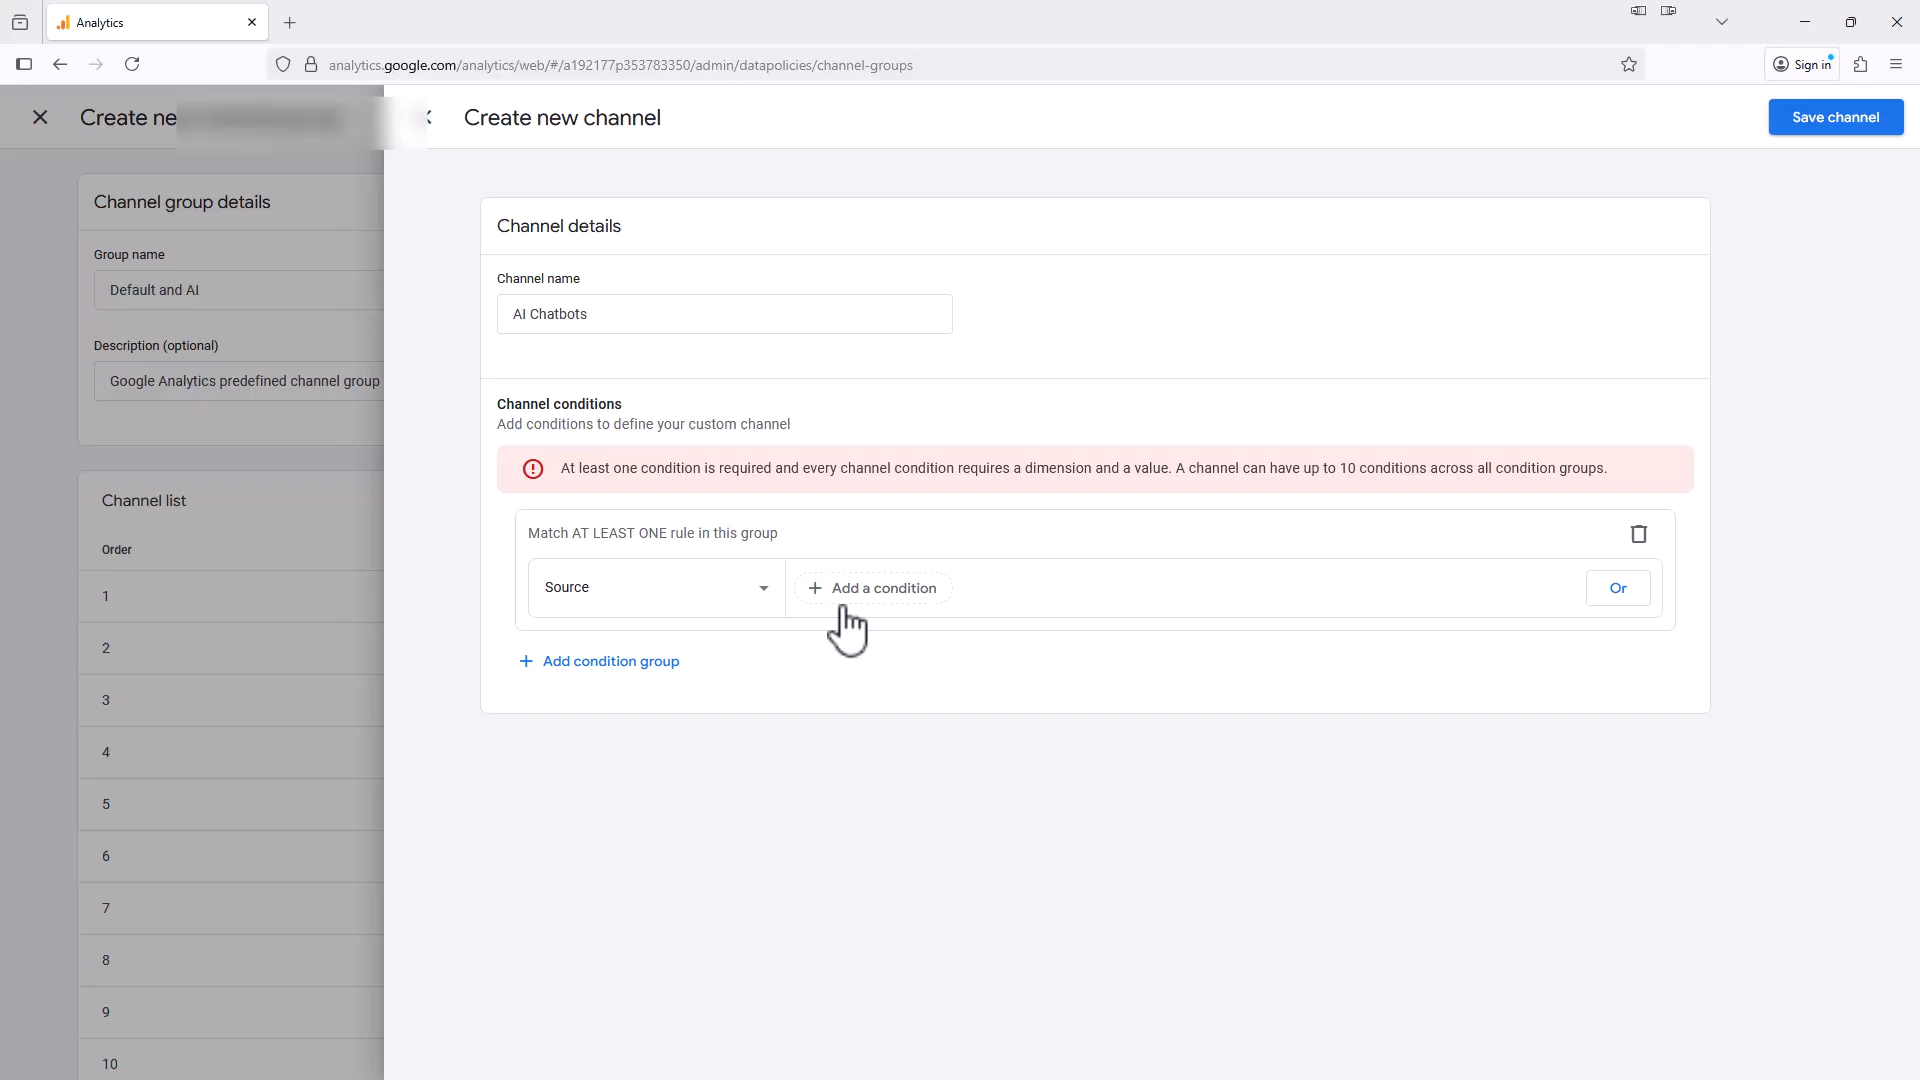 Analytics
analytics.google.com/analytics/web/#/a192177p353783350/admin/datapolicies/channel-groups
Sign in
Create ne
Create new channel
Save channel
Channel group details
Group name
Default and AI
Description (optional)
Google Analytics predefined channel group
Channel list
Order
1
2
3
4
5
6
7
8
9
10
Channel details
Channel name
AI Chatbots
Channel conditions
Add conditions to define your custom channel
At least one condition is required and every channel condition requires a dimension and a value. A channel can have up to 10 conditions across all condition groups.
Match AT LEAST ONE rule in this group
Source
Add a condition
Or
Add condition group